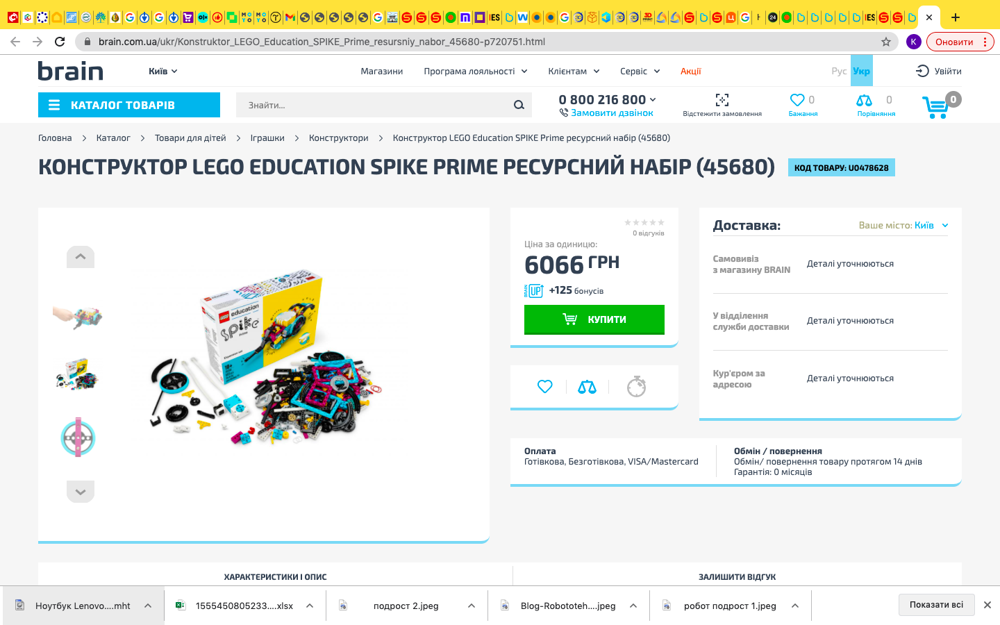 brain.com.ua/ukr/Konstruktor_LEGO_Education_SPIKE_Prime_resursniy_nabor_45680-p720751.html
K
Оновити
brain
Київ
Магазини
Програма лояльності
Клієнтам
Сервіс
Акції
Рус
Укр
Увійти
КАТАЛОГ ТОВАРІВ
Знайти...
0 800 216 800
Замовити дзвінок
Відстежити замовлення
0
Бажання
0
Порівняння
0
Головна
Каталог
Товари для дітей
Іграшки
Конструктори
Конструктор LEGO Education SPIKE Prime ресурсний набір (45680)
КОНСТРУКТОР LEGO EDUCATION SPIKE PRIME РЕСУРСНИЙ НАБІР (45680)
КОД ТОВАРУ: U0478628
LEGO education
spike
0 відгуків
Ціна за одиницю:
6066 ГРН
BRAIN UP +125 бонусів
КУПИТИ
Доставка:
Ваше місто: Київ
Самовивіз
з магазину BRAIN
Деталі уточнюються
У відділення
служби доставки
Деталі уточнюються
Кур'єром за
адресою
Деталі уточнюються
Оплата
Готівкова, Безготівкова, VISA/Mastercard
Обмін / повернення
Обмін/ повернення товару протягом 14 днів
Гарантія: 0 місяців
ХАРАКТЕРИСТИКИ І ОПИС
ЗАЛИШИТИ ВІДГУК
Ноутбук Lenovo....mht
1555450805233....xlsx
подрост 2.jpeg
Blog-Robototeh....jpeg
робот подрост 1.jpeg
Показати всі